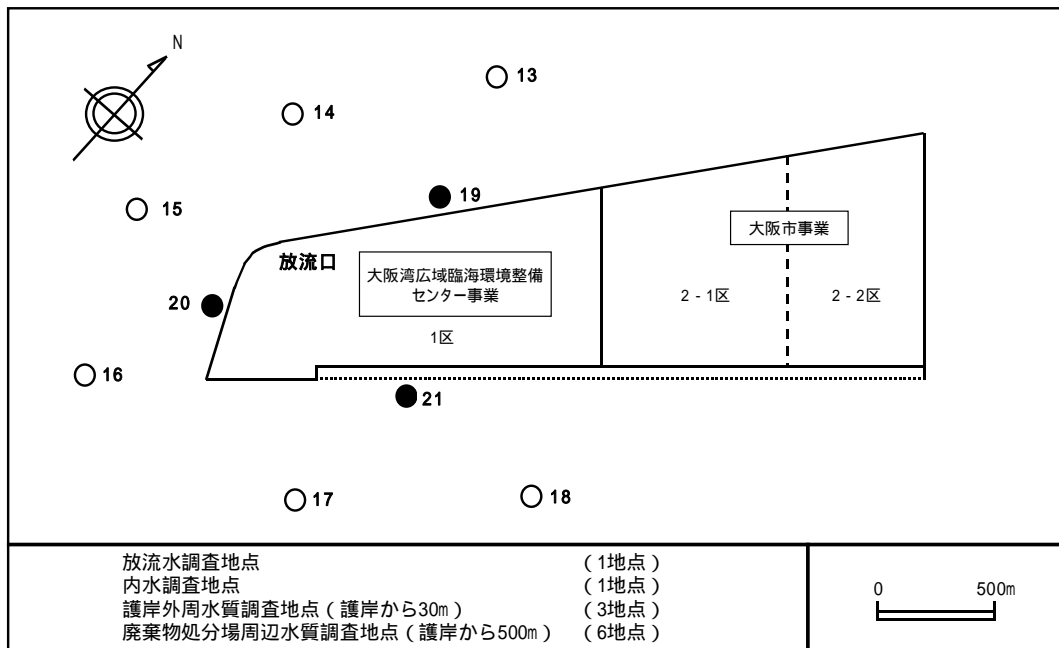 N
13
14
15
19
大阪市事業
放流口
大阪湾広域臨海環境整備
センター事業
20
2-1区
2-2区
1区
16
21
17
18
放流水調査地点 (1地点)
内水調査地点 (1地点)
護岸外周水質調査地点(護岸から30m) (3地点)
廃棄物処分場周辺水質調査地点(護岸から500m) (6地点)
0 500m